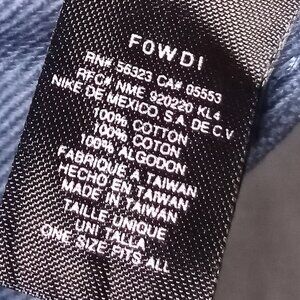 F0WDI
RN# 56323 CA# 05553
RFC# NME 920220 KL4
NIKE DE MEXICO, S.A. DE C.V
100% COTTON
100% COTON
100% ALGODON
FABRIQUE A TAIWAN
HECHO EN TAIWAN
MADE IN TAIWAN
TAILLE UNIQUE
UNI TALLA
ONE SIZE FITS ALL